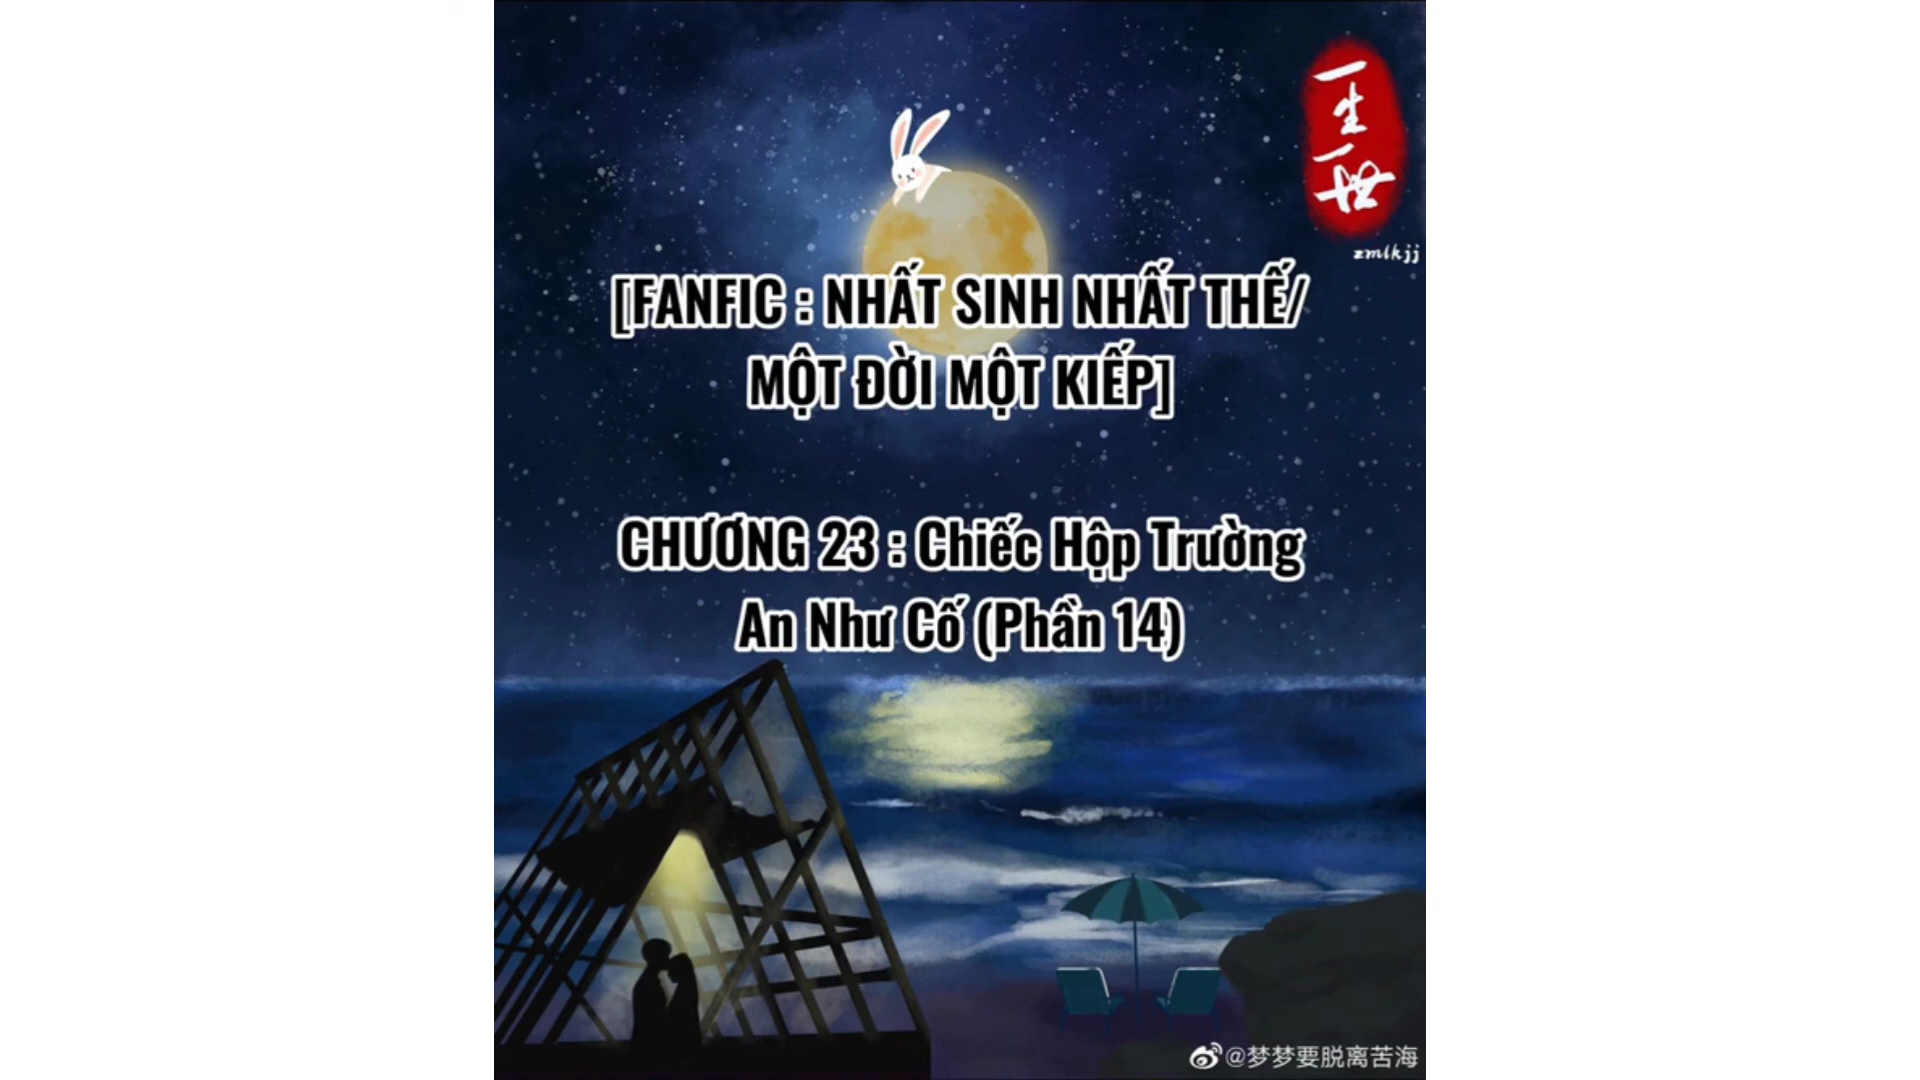 一生一世
zmlkjj
[FANFIC : NHẤT SINH NHẤT THẾ/
MỘT ĐỜI MỘT KIẾP]
CHƯƠNG 23 : Chiếc Hộp Trường
An Như Cố (Phần 14)
@梦梦要脱离苦海